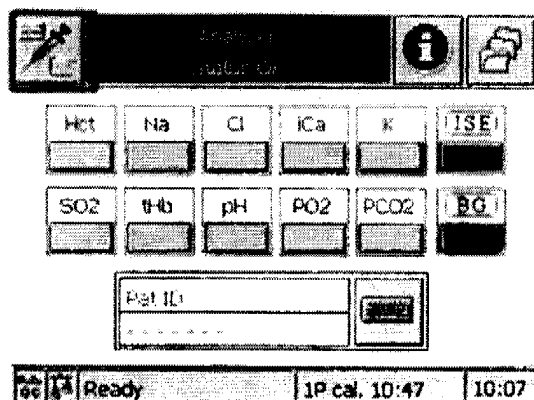 Hct Na Cl iCa K ISE
SO2 tHb pH PO2 PCO2 BG
Pat ID
- - - - - - -
Ready 1P cal. 10:47 10:07